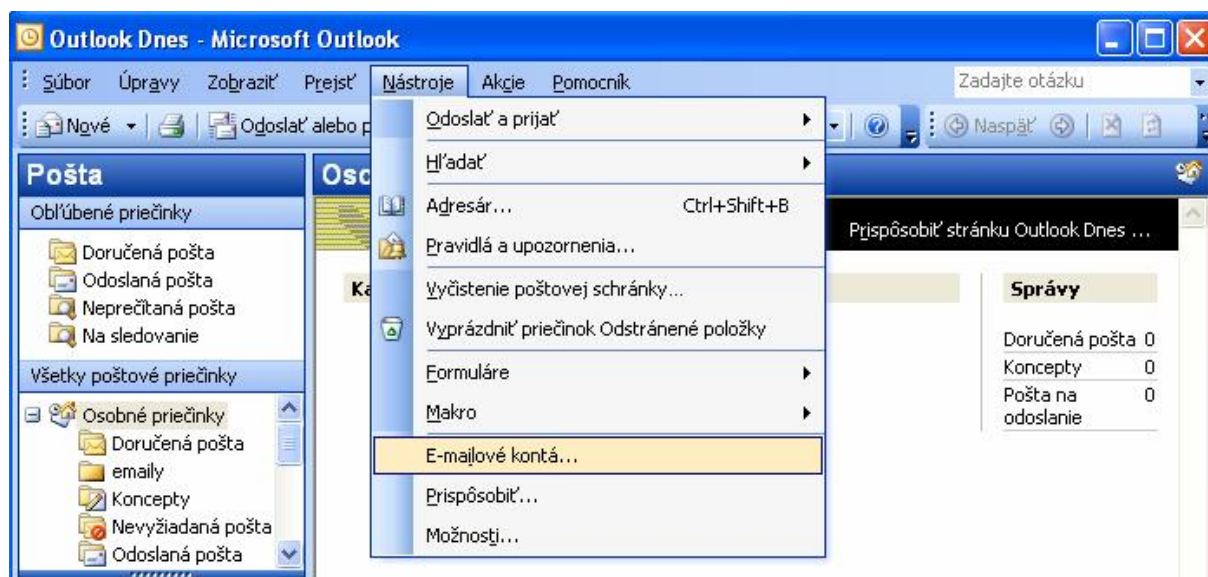 Outlook Dnes - Microsoft Outlook
Súbor Úpravy Zobraziť Prejsť Nástroje Akcie Pomocník Zadajte otázku
Nové Odoslať alebo p Naspäť
Pošta
Oso
Obľúbené priečinky
Doručená pošta
Odoslaná pošta
Neprečítaná pošta
Na sledovanie
Všetky poštové priečinky
Osobné priečinky
Doručená pošta
emaily
Koncepty
Nevyžiadaná pošta
Odoslaná pošta
Odoslať a prijať
Hľadať
Adresár... Ctrl+Shift+B
Pravidlá a upozornenia...
Vyčistenie poštovej schránky...
Vyprázdniť priečinok Odstránené položky
Formuláre
Makro
E-mailové kontá...
Prispôsobiť...
Možnosti...
Prispôsobiť stránku Outlook Dnes ...
Ka
Správy
Doručená pošta 0
Koncepty 0
Pošta na 0
odoslanie